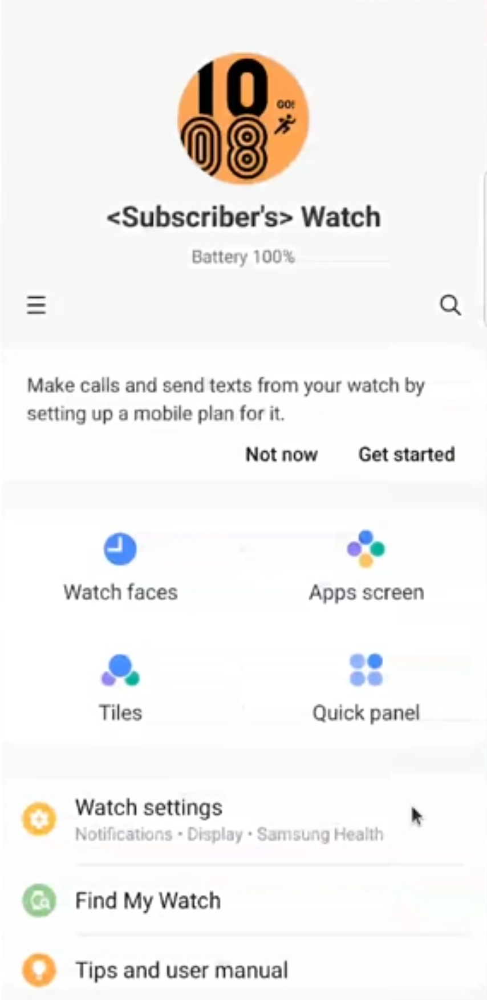 10
GO!
08
<Subscriber's> Watch
Battery 100%
Make calls and send texts from your watch by
setting up a mobile plan for it.
Not now Get started
Watch faces Apps screen
Tiles Quick panel
Watch settings
Notifications • Display • Samsung Health
Find My Watch
Tips and user manual